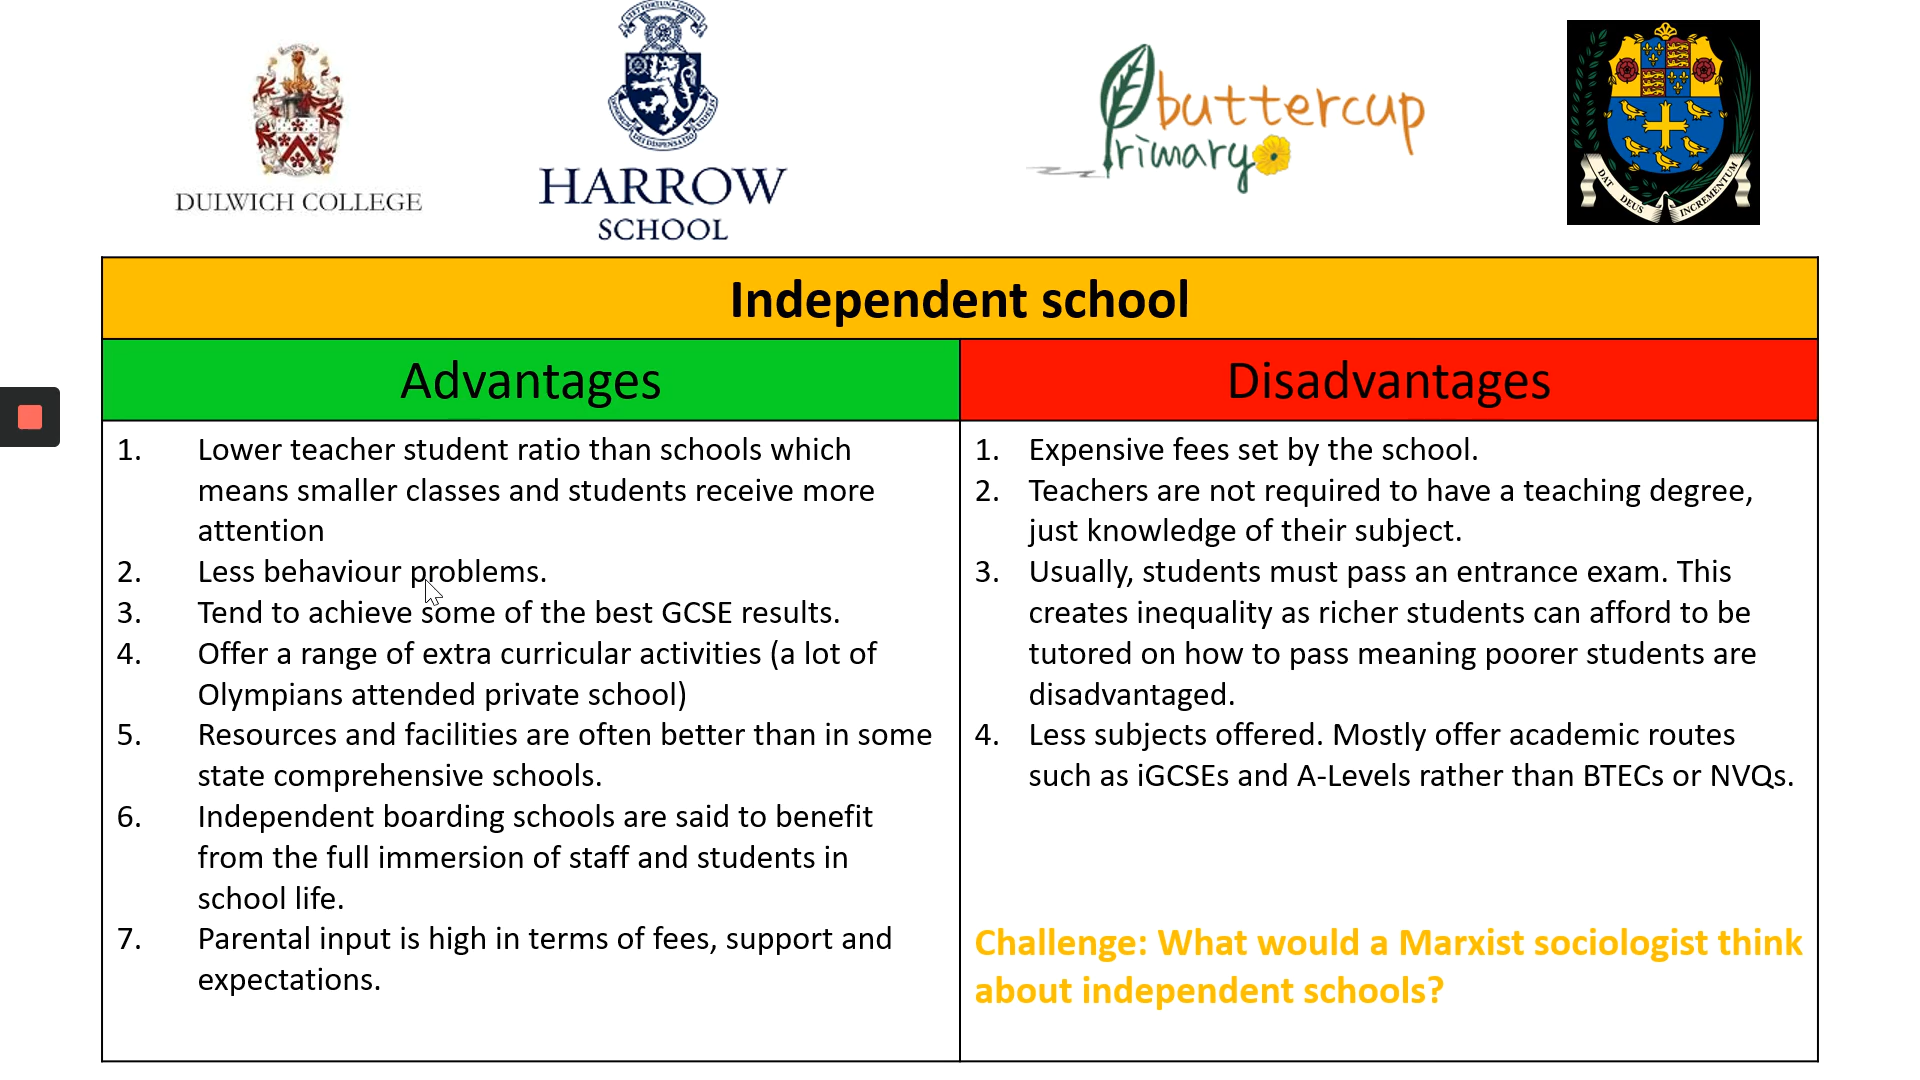 DULWICH COLLEGE
HARROW
SCHOOL
buttercup
Primary
DAT DEUS INCREMENTUM
Independent school
Advantages
Disadvantages
1. Lower teacher student ratio than schools which
means smaller classes and students receive more
attention
2. Less behaviour problems.
3. Tend to achieve some of the best GCSE results.
4. Offer a range of extra curricular activities (a lot of
Olympians attended private school)
5. Resources and facilities are often better than in some
state comprehensive schools.
6. Independent boarding schools are said to benefit
from the full immersion of staff and students in
school life.
7. Parental input is high in terms of fees, support and
expectations.
1. Expensive fees set by the school.
2. Teachers are not required to have a teaching degree,
just knowledge of their subject.
3. Usually, students must pass an entrance exam. This
creates inequality as richer students can afford to be
tutored on how to pass meaning poorer students are
disadvantaged.
4. Less subjects offered. Mostly offer academic routes
such as iGCSEs and A-Levels rather than BTECs or NVQs.
Challenge: What would a Marxist sociologist think
about independent schools?